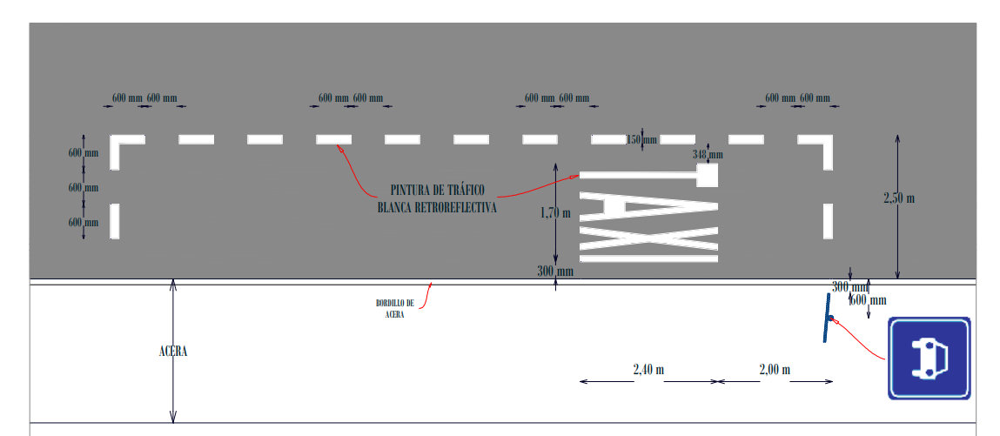 600 mm 600 mm
600 mm 600 mm
600 mm 600 mm
600 mm 600 mm
150 mm
600 mm
348 mm
600 mm
PINTURA DE TRÁFICO
BLANCA RETROREFLECTIVA
2,50 m
1,70 m
TAXI
600 mm
300 mm
300 mm
600 mm
BORDILLO DE
ACERA
ACERA
2,40 m
2,00 m